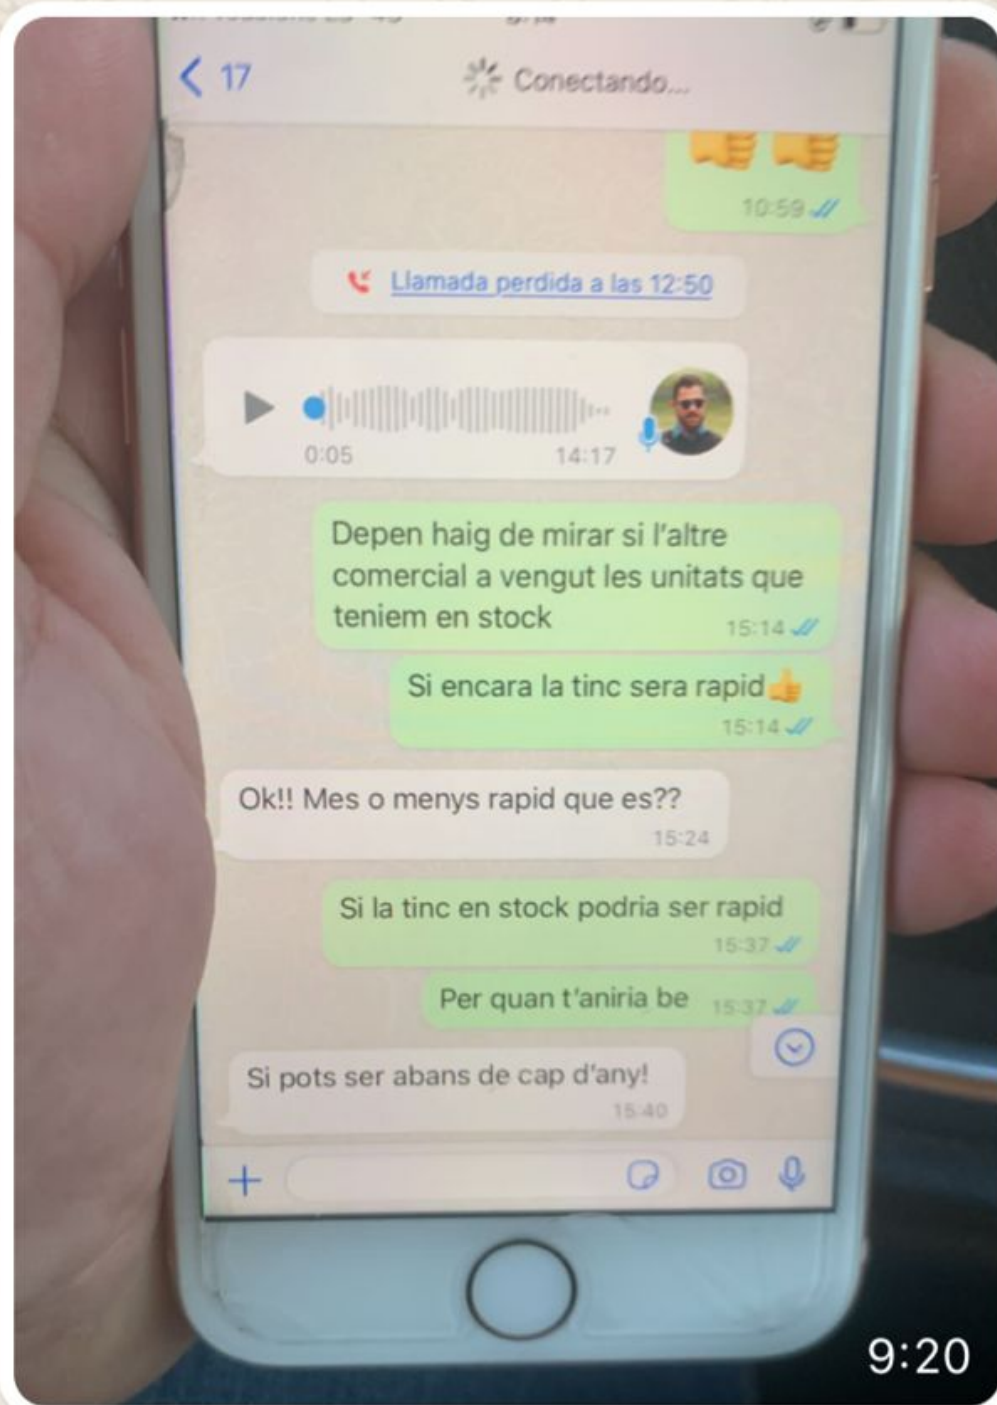 17
Conectando...
10:59
Llamada perdida a las 12:50
0:05
14:17
Depen haig de mirar si l'altre
comercial a vengut les unitats que
teniem en stock
15:14
Si encara la tinc sera rapid👍
15:14
Ok!! Mes o menys rapid que es??
15:24
Si la tinc en stock podria ser rapid
15:37
Per quan t'aniria be 15:37
Si pots ser abans de cap d'any!
15:40
9:20